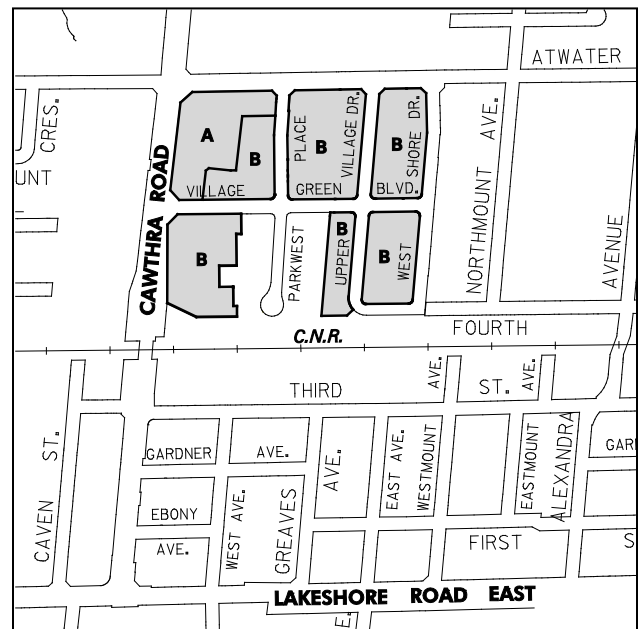 ATWATER
CRES.
UNT
CAWTHRA ROAD
A
B
B
B
PLACE
VILLAGE DR.
SHORE DR.
VILLAGE GREEN BLVD.
NORTHMOUNT AVE.
AVENUE
B
B
B
PARKWEST
UPPER
WEST
C.N.R.
FOURTH
THIRD ST.
AVE.
AVE.
CAVEN ST.
GARDNER AVE.
GAR
AVE.
EAST AVE.
WESTMOUNT
EASTMOUNT
ALEXANDRA
EBONY
AVE.
WEST AVE.
GREAVES
FIRST
S
LAKESHORE ROAD EAST
E.